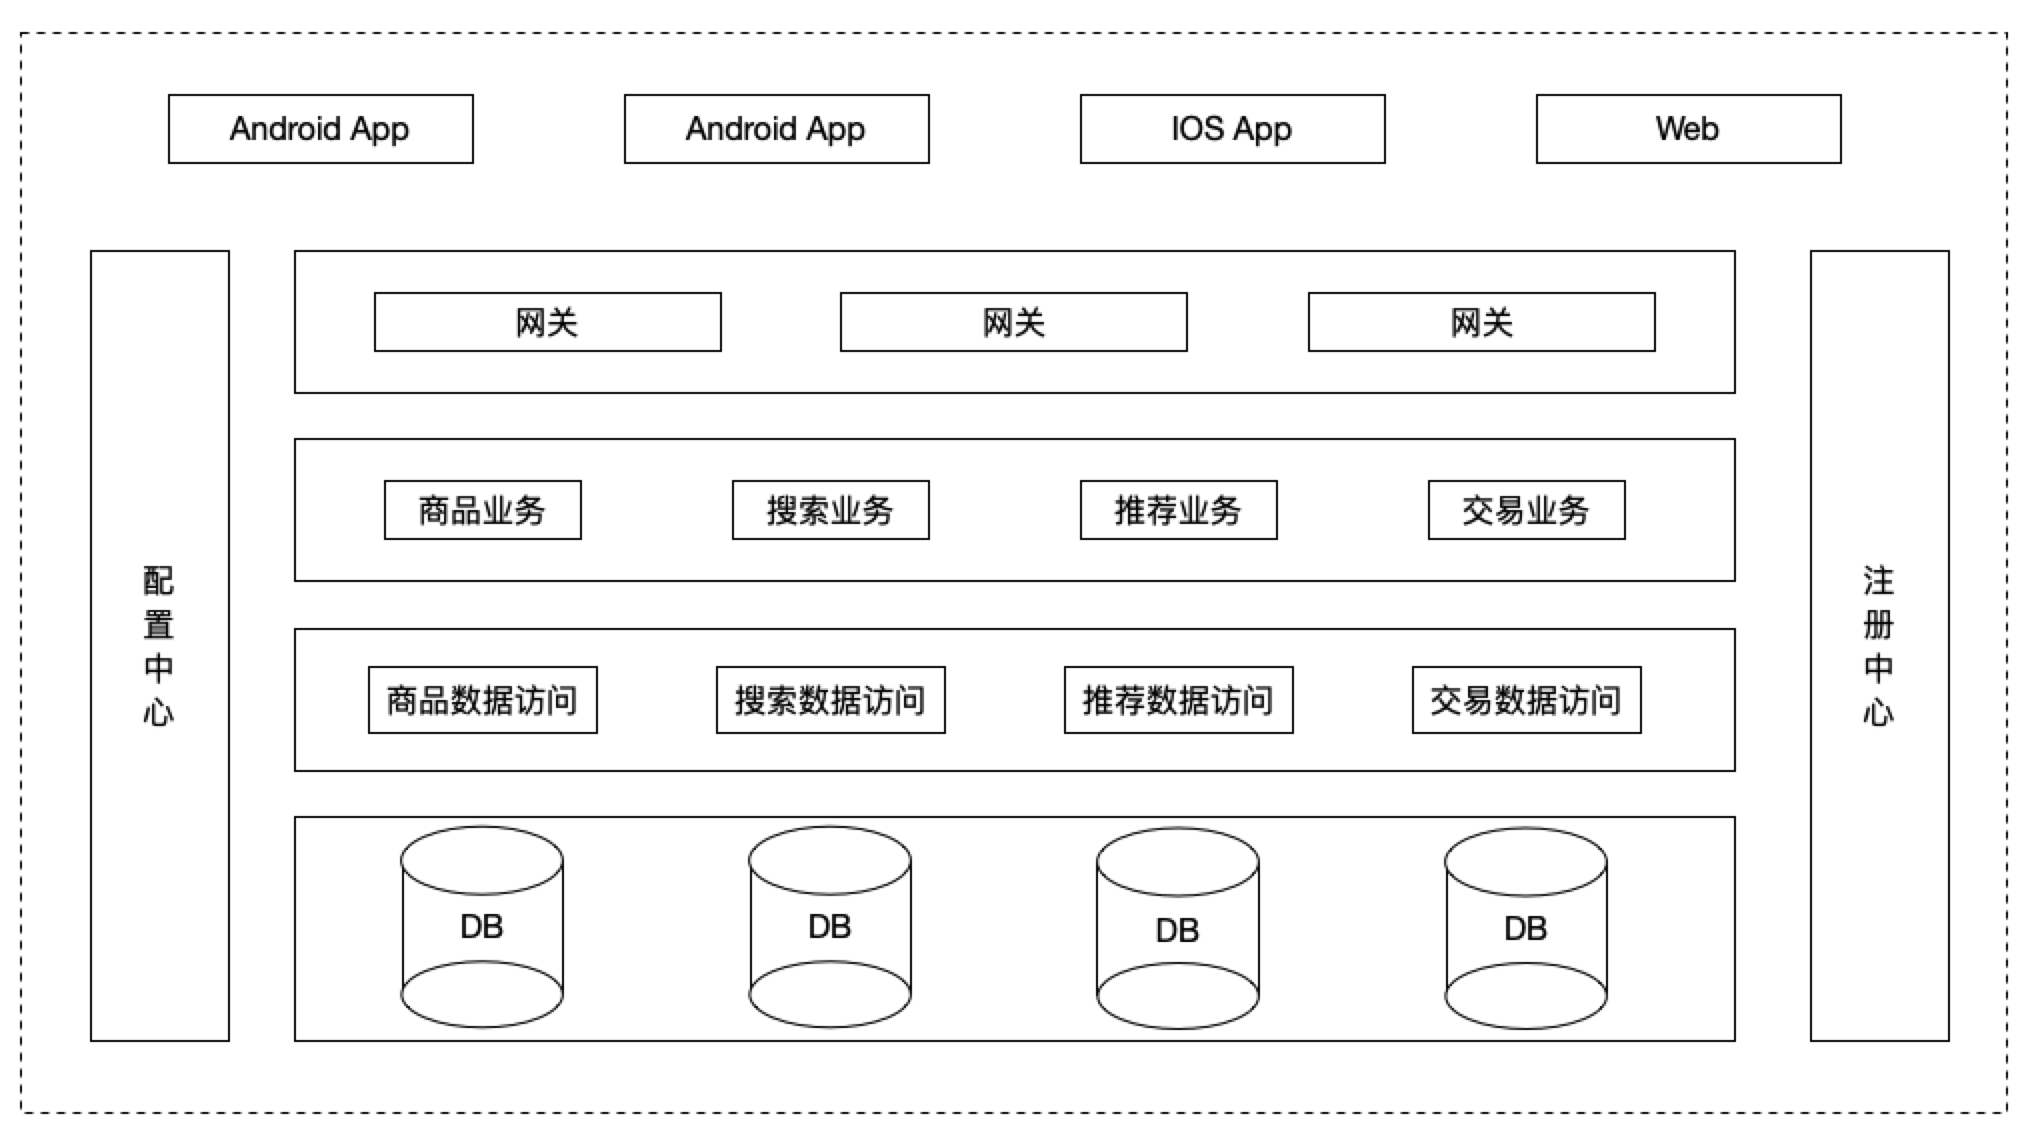 Android App
Android App
IOS App
Web
配
置
中
心
网关
网关
网关
商品业务
搜索业务
推荐业务
交易业务
商品数据访问
搜索数据访问
推荐数据访问
交易数据访问
DB
DB
DB
DB
注
册
中
心